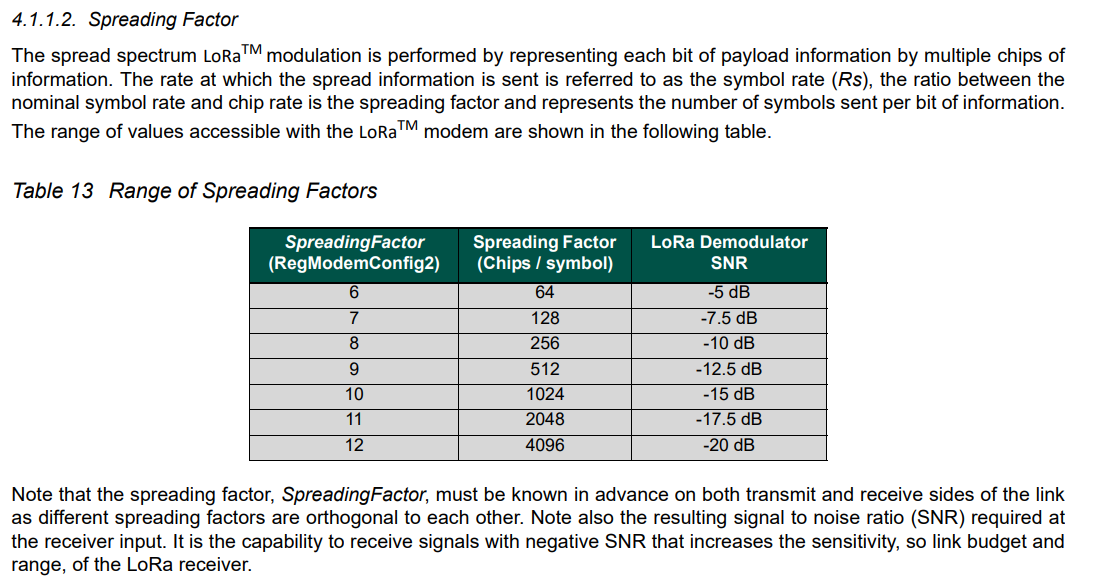 4.1.1.2. Spreading Factor
The spread spectrum LoRa™ modulation is performed by representing each bit of payload information by multiple chips of
information. The rate at which the spread information is sent is referred to as the symbol rate (Rs), the ratio between the
nominal symbol rate and chip rate is the spreading factor and represents the number of symbols sent per bit of information.
The range of values accessible with the LoRa™ modem are shown in the following table.
Table 13 Range of Spreading Factors
SpreadingFactor (RegModemConfig2) Spreading Factor (Chips / symbol) LoRa Demodulator SNR
6 64 -5 dB
7 128 -7.5 dB
8 256 -10 dB
9 512 -12.5 dB
10 1024 -15 dB
11 2048 -17.5 dB
12 4096 -20 dB
Note that the spreading factor, SpreadingFactor, must be known in advance on both transmit and receive sides of the link
as different spreading factors are orthogonal to each other. Note also the resulting signal to noise ratio (SNR) required at
the receiver input. It is the capability to receive signals with negative SNR that increases the sensitivity, so link budget and
range, of the LoRa receiver.